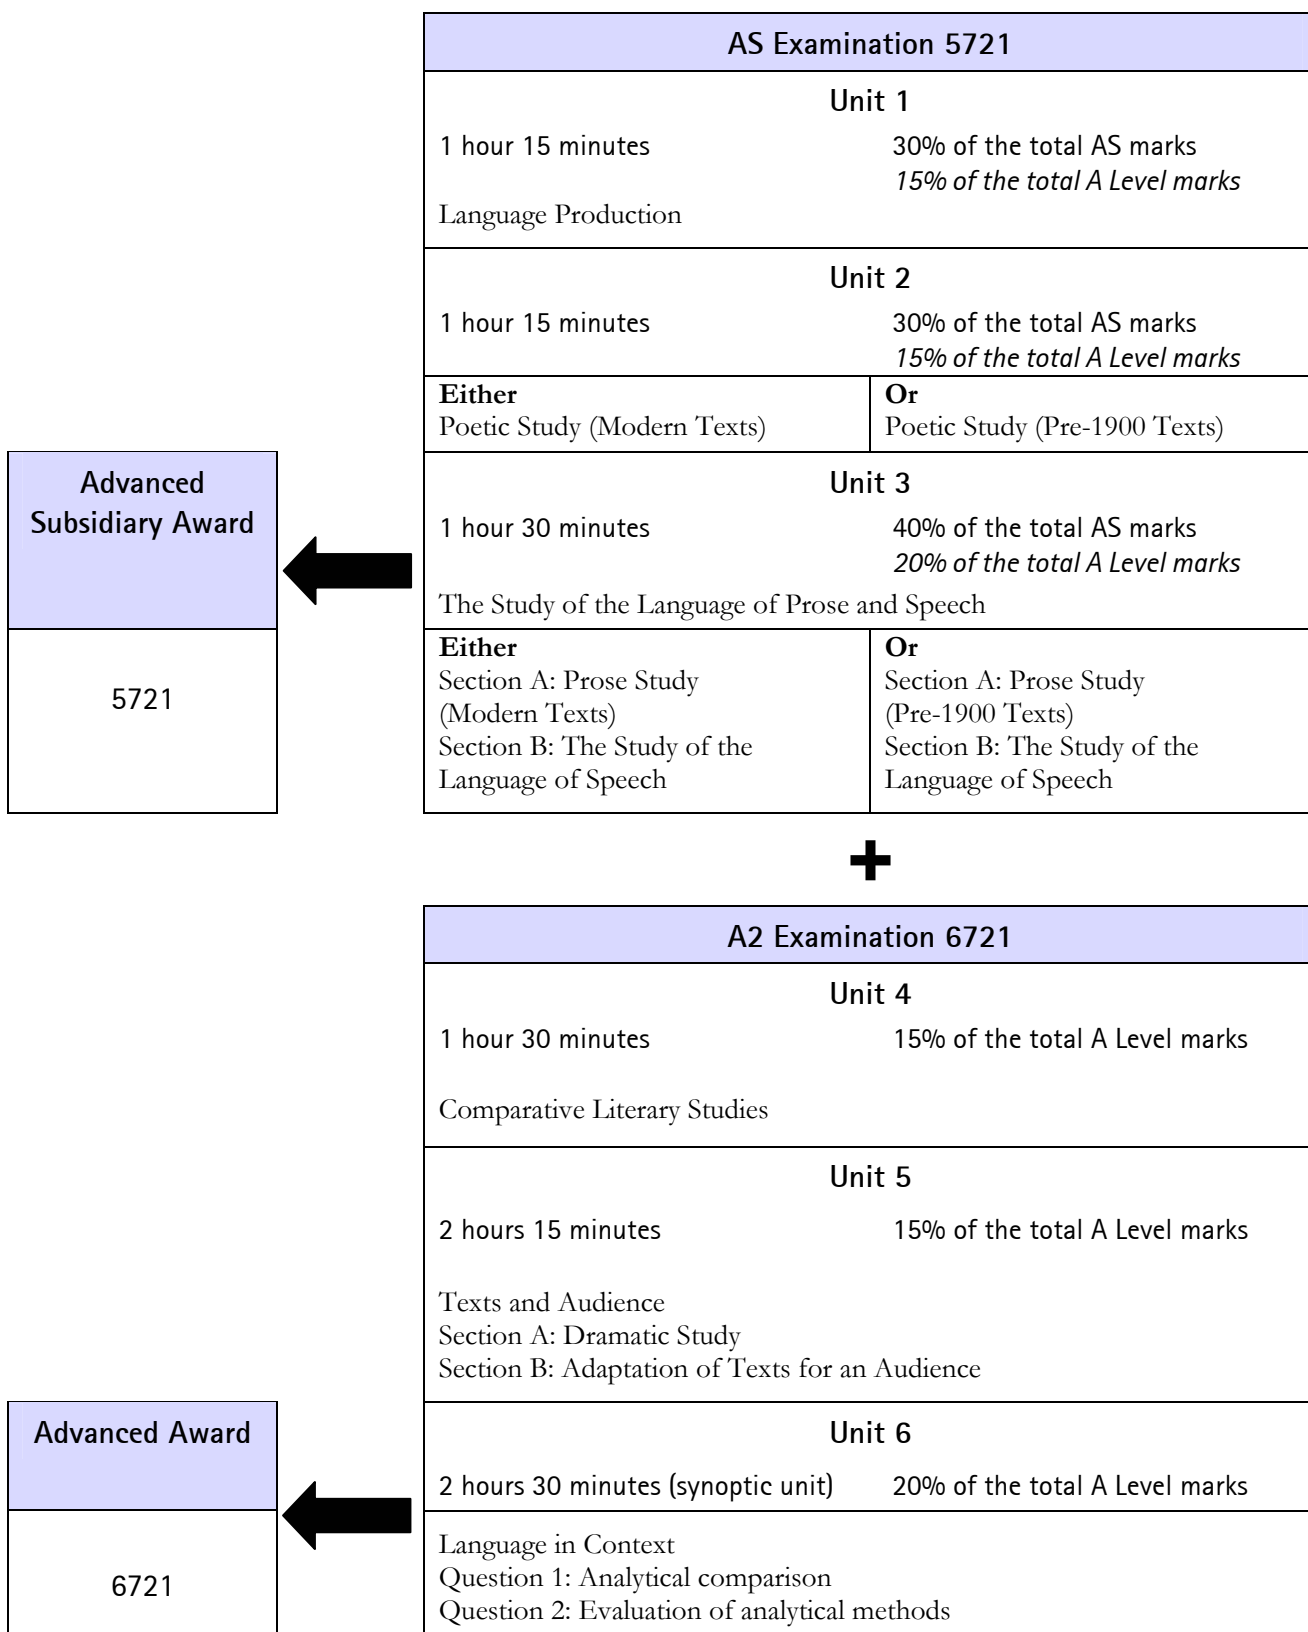 AS Examination 5721
Unit 1
1 hour 15 minutes 30% of the total AS marks
15% of the total A Level marks
Language Production
Unit 2
1 hour 15 minutes 30% of the total AS marks
15% of the total A Level marks
Either
Poetic Study (Modern Texts)
Or
Poetic Study (Pre-1900 Texts)
Advanced
Subsidiary Award
5721
Unit 3
1 hour 30 minutes 40% of the total AS marks
20% of the total A Level marks
The Study of the Language of Prose and Speech
Either
Section A: Prose Study
(Modern Texts)
Section B: The Study of the
Language of Speech
Or
Section A: Prose Study
(Pre-1900 Texts)
Section B: The Study of the
Language of Speech
+
A2 Examination 6721
Unit 4
1 hour 30 minutes 15% of the total A Level marks
Comparative Literary Studies
Unit 5
2 hours 15 minutes 15% of the total A Level marks
Texts and Audience
Section A: Dramatic Study
Section B: Adaptation of Texts for an Audience
Advanced Award
6721
Unit 6
2 hours 30 minutes (synoptic unit) 20% of the total A Level marks
Language in Context
Question 1: Analytical comparison
Question 2: Evaluation of analytical methods